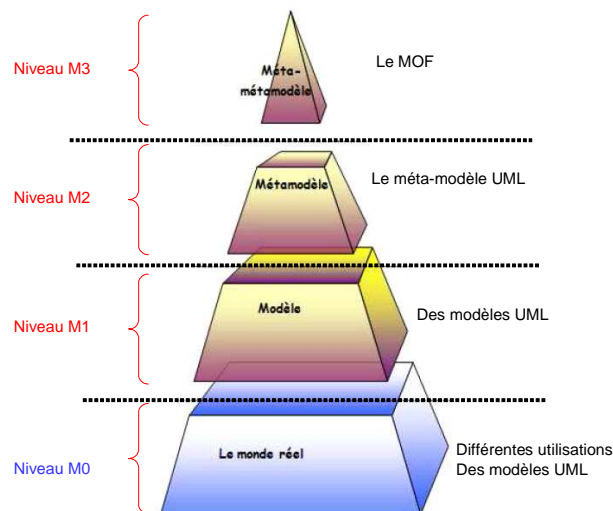 Niveau M3
Méta-
métamodèle
Le MOF
Niveau M2
Métamodèle
Le méta-modèle UML
Niveau M1
Modèle
Des modèles UML
Niveau M0
Le monde réel
Différentes utilisations
Des modèles UML